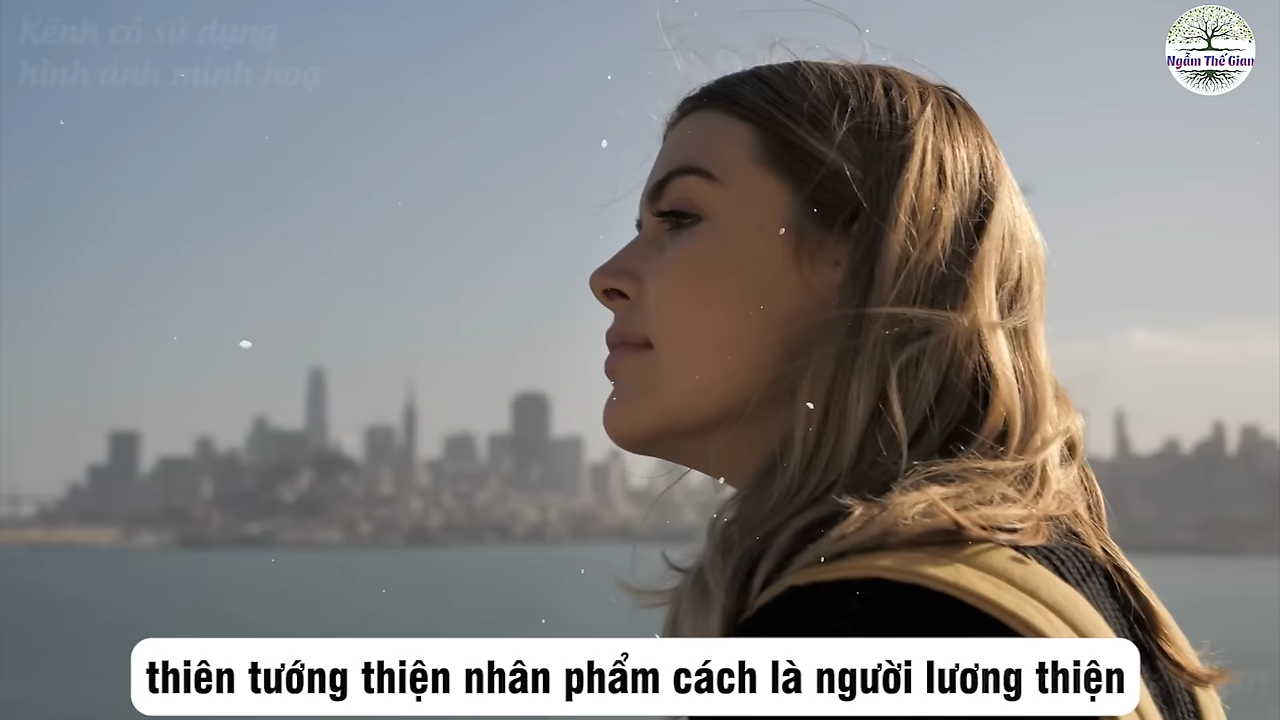 Kênh có sử dụng
hình ảnh minh hoạ
Ngẫm Thế Gian
thiên tướng thiện nhân phẩm cách là người lương thiện